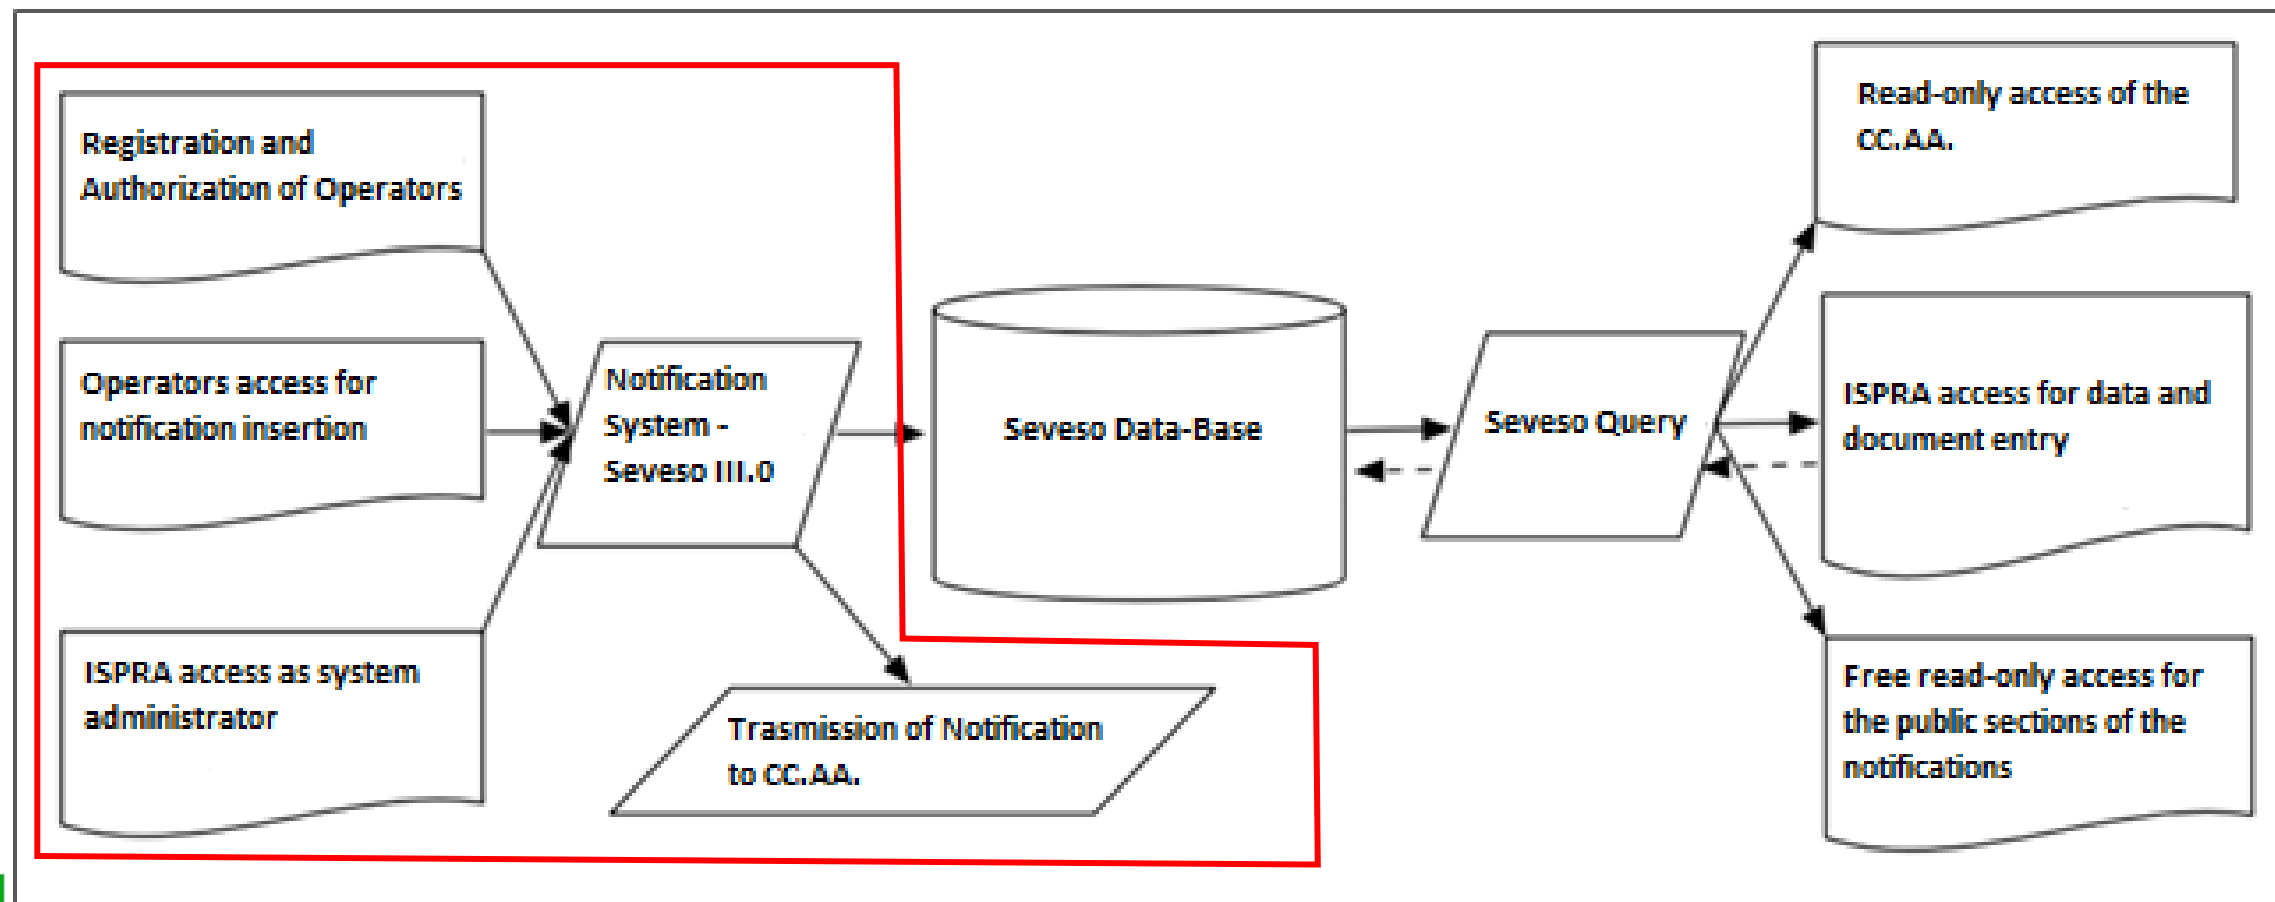 Registration and
Authorization of Operators
Operators access for
notification insertion
ISPRA access as system
administrator
Notification
System -
Seveso III.0
Trasmission of Notification
to CC.AA.
Seveso Data-Base
Seveso Query
Read-only access of the
CC.AA.
ISPRA access for data and
document entry
Free read-only access for
the public sections of the
notifications